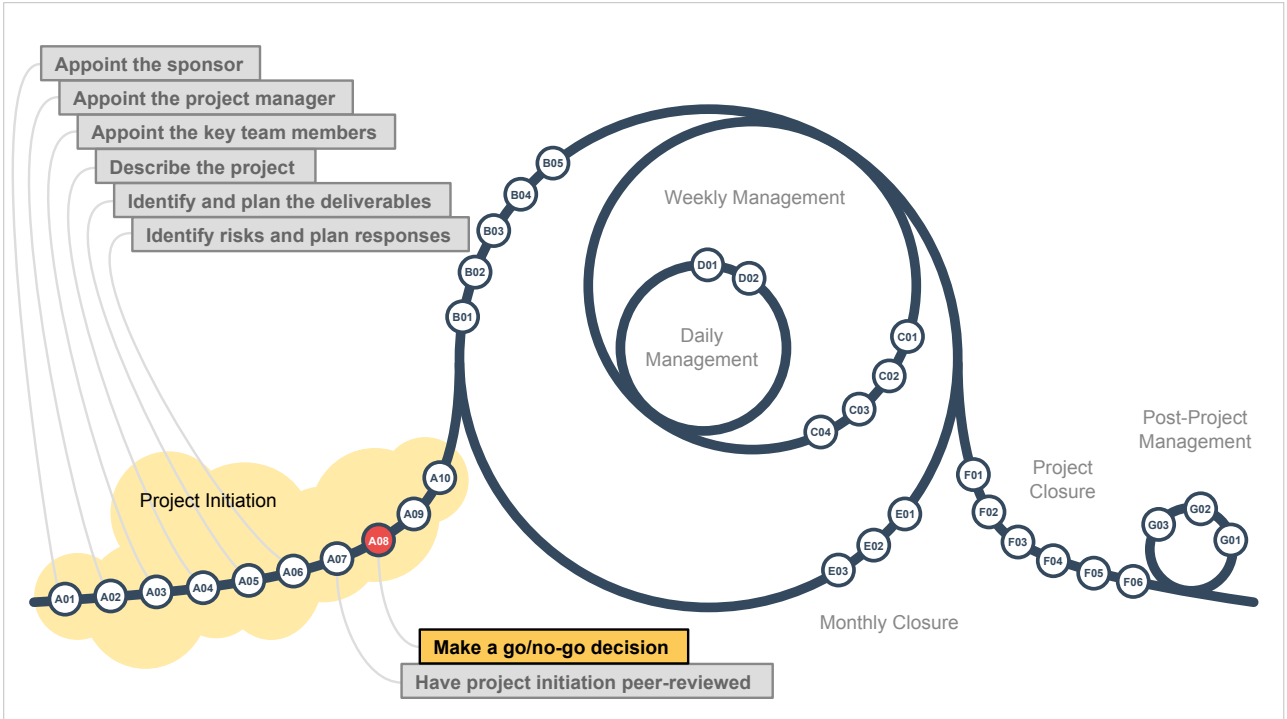 Appoint the sponsor
Appoint the project manager
Appoint the key team members
Describe the project
Identify and plan the deliverables
Identify risks and plan responses
B05
B04
B03
B02
B01
Weekly Management
D01
D02
Daily
Management
C01
C02
C03
C04
Post-Project
Management
Project
Closure
Project Initiation
A01
A02
A03
A04
A05
A06
A07
A08
A09
A10
E01
E02
E03
Monthly Closure
F01
F02
F03
F04
F05
F06
G03
G02
G01
Make a go/no-go decision
Have project initiation peer-reviewed